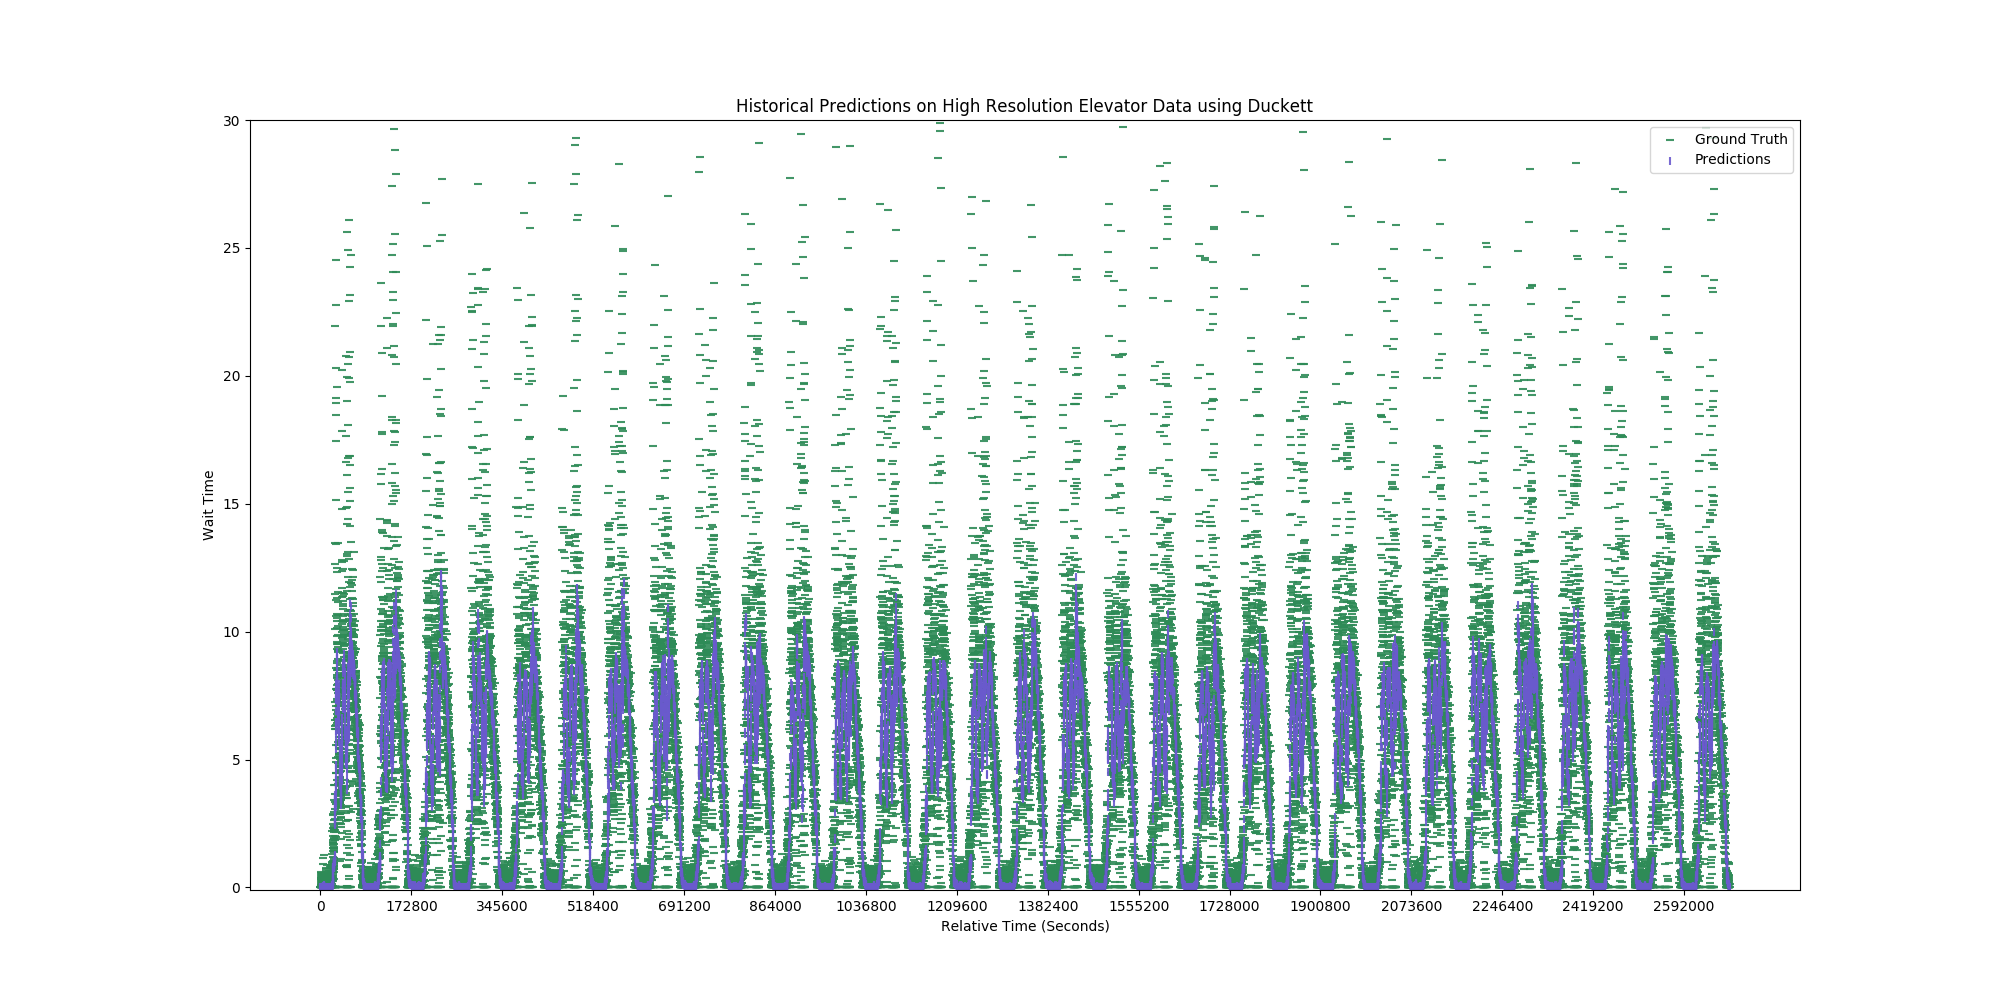 Historical Predictions on High Resolution Elevator Data using Duckett
Ground Truth
Predictions
30
25
20
15
10
5
0
Wait Time
0 172800 345600 518400 691200 864000 1036800 1209600 1382400 1555200 1728000 1900800 2073600 2246400 2419200 2592000
Relative Time (Seconds)